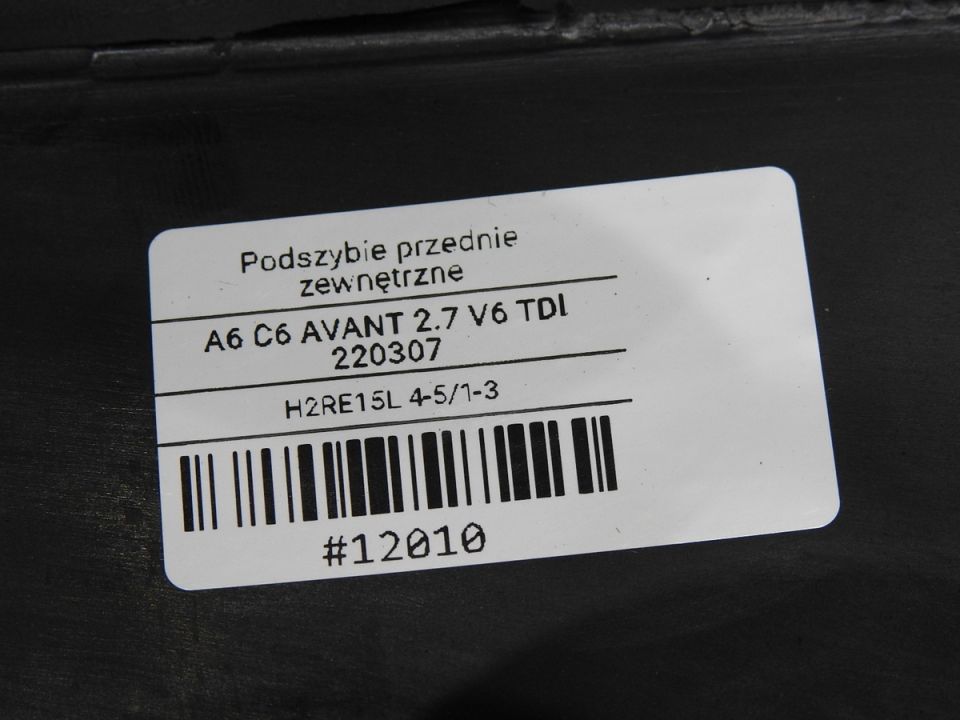 Podszybie przednie
zewnętrzne
A6 C6 AVANT 2.7 V6 TDI
220307
H2RE15L 4-5/1-3
#12010